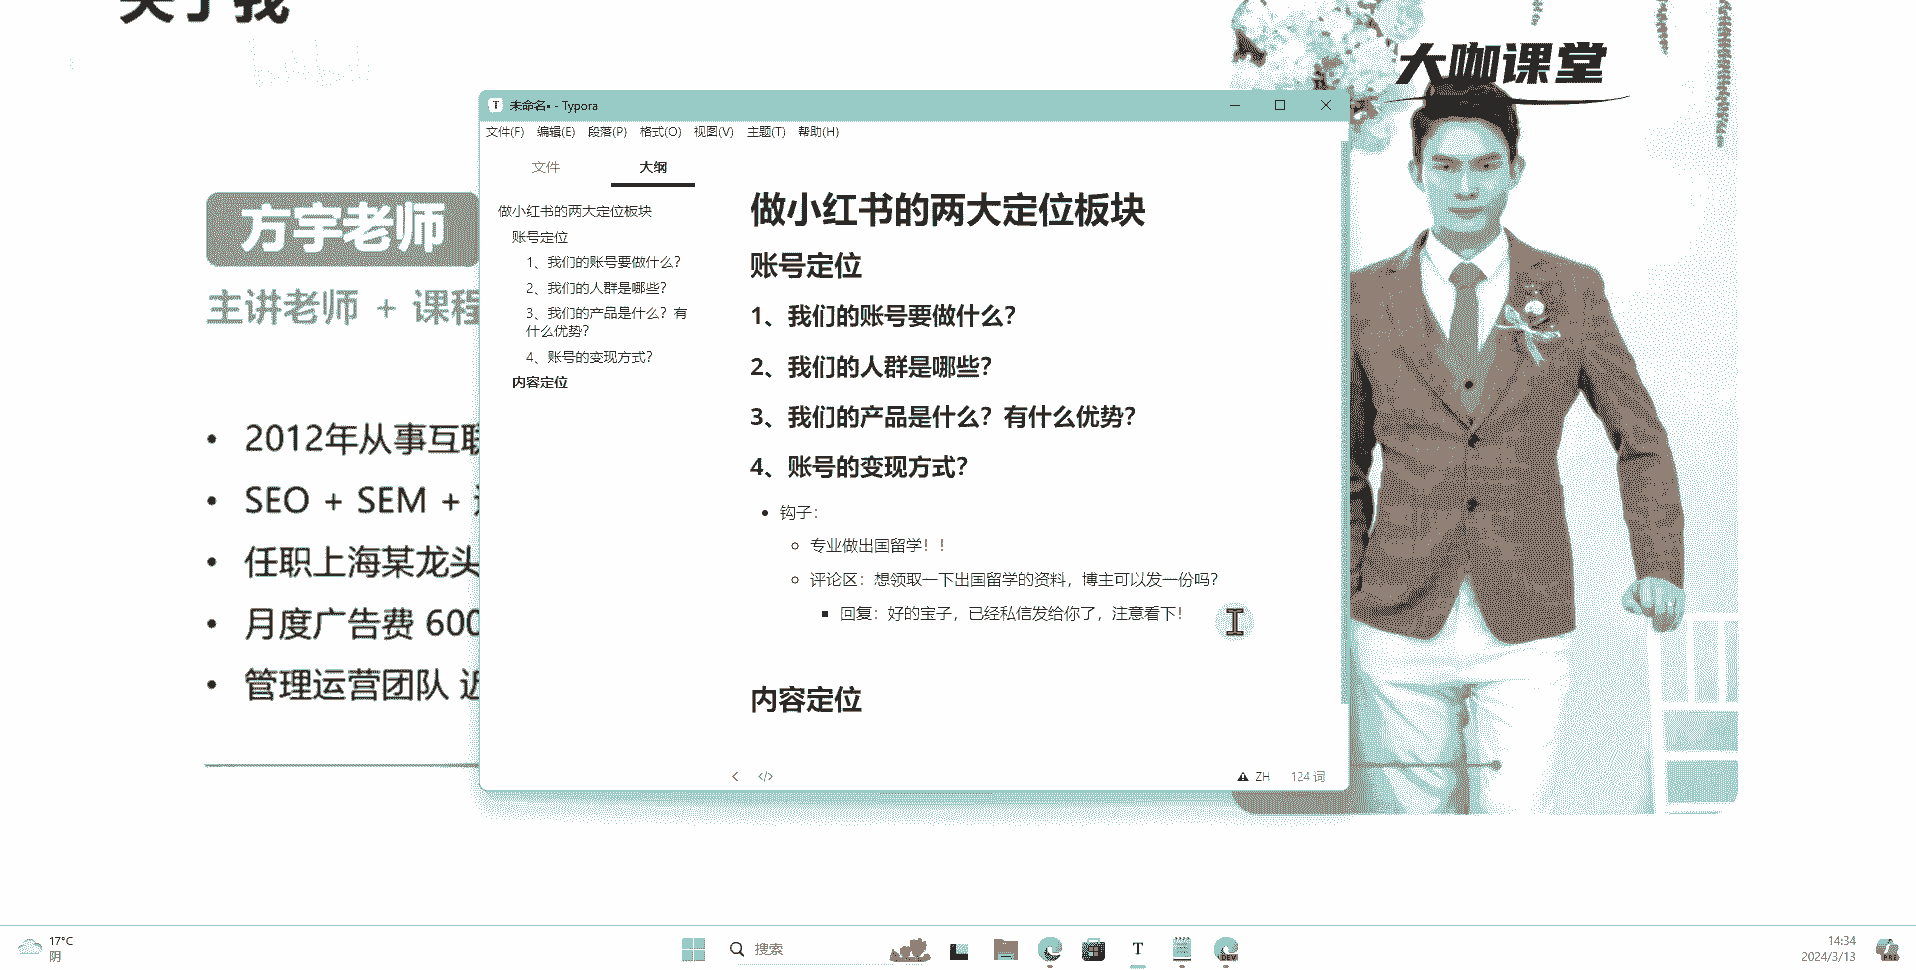 关于我
大咖课堂
方宇老师
主讲老师 + 课程
2012年从事互联
SEO + SEM +
任职上海某龙头
月度广告费 600
管理运营团队 近
未命名• - Typora
文件(F) 编辑(E) 段落(P) 格式(O) 视图(V) 主题(T) 帮助(H)
文件 大纲
做小红书的两大定位板块
账号定位
1、我们的账号要做什么？
2、我们的人群是哪些？
3、我们的产品是什么？有
什么优势？
4、账号的变现方式？
内容定位
做小红书的两大定位板块
账号定位
1、我们的账号要做什么？
2、我们的人群是哪些？
3、我们的产品是什么？有什么优势？
4、账号的变现方式？
• 钩子：
专业做出国留学！！
评论区：想领取一下出国留学的资料，博主可以发一份吗？
回复：好的宝子，已经私信发给你了，注意看下！
内容定位
ZH 124 词
17°C
阴
搜索
DEV
14:34
2024/3/13
PRE